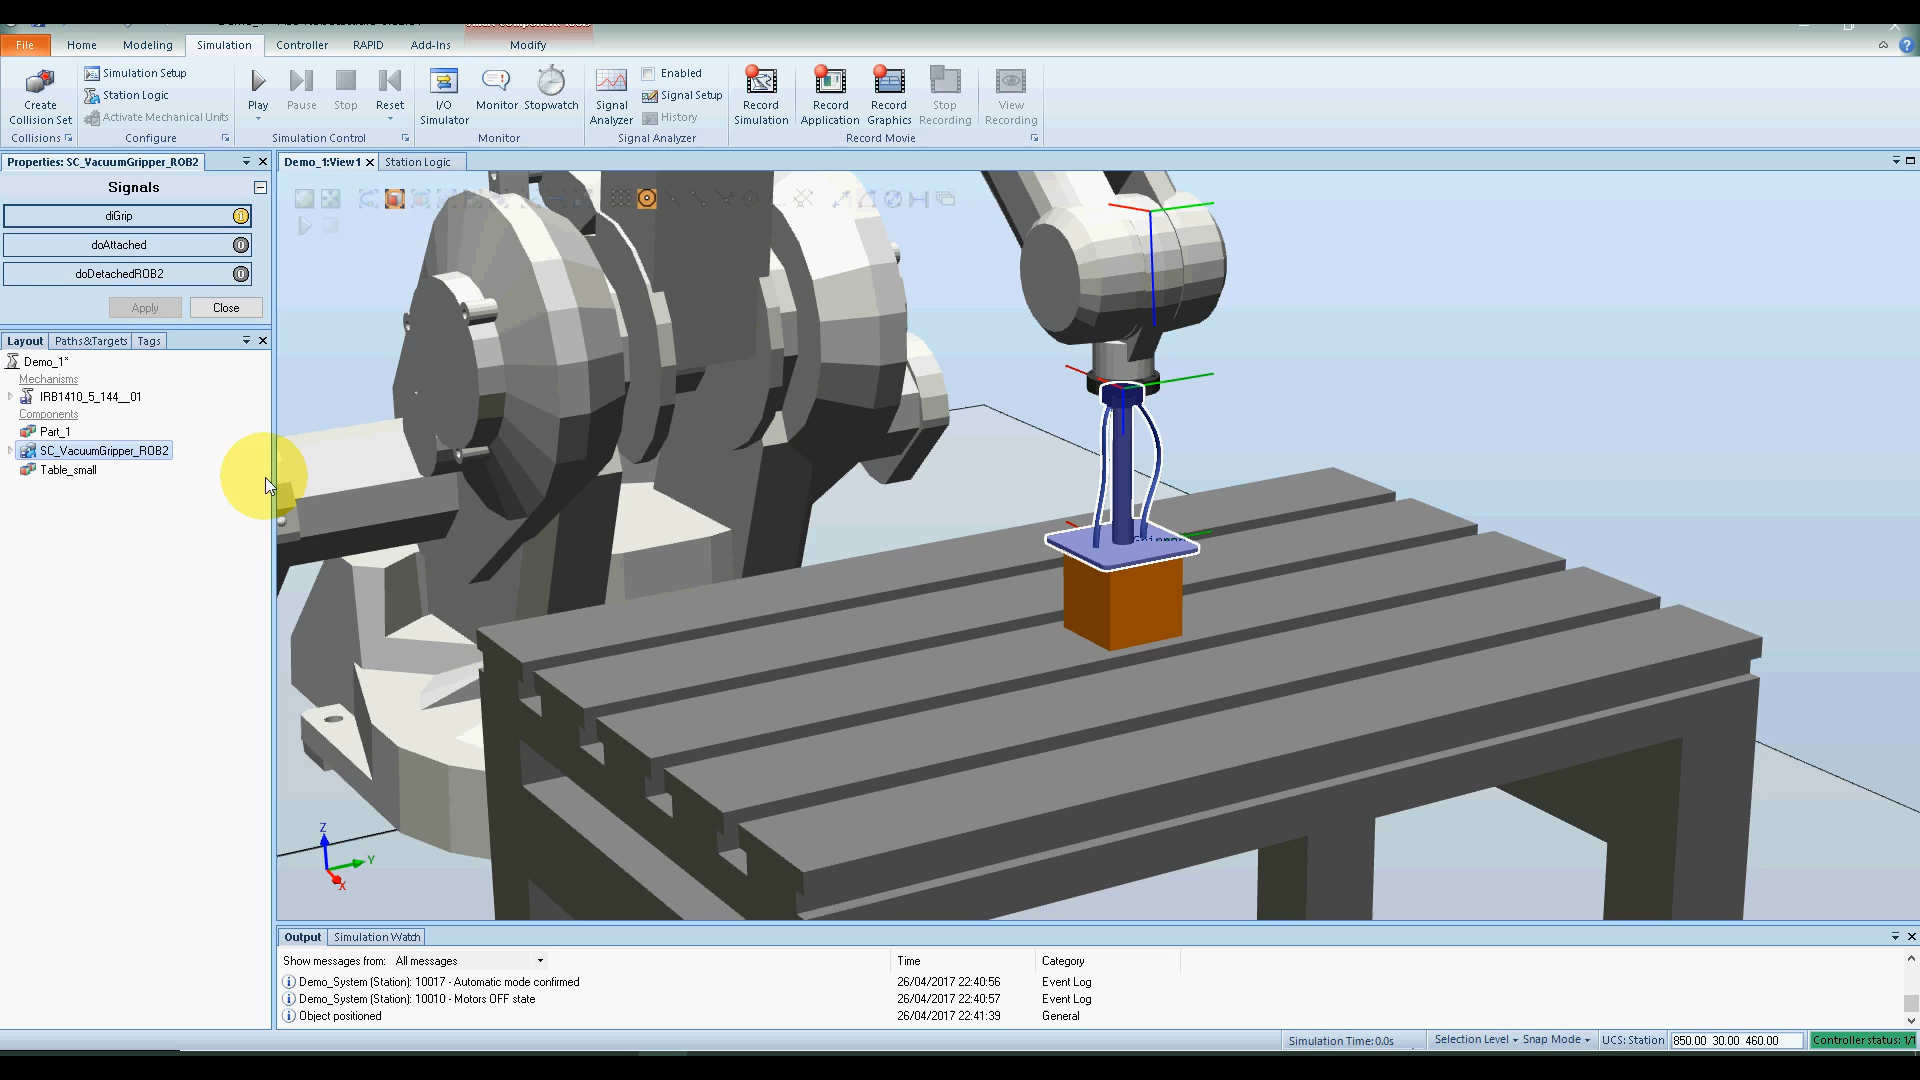 File Home Modeling Simulation Controller RAPID Add-Ins Modify
Create Collision Set
Simulation Setup
Station Logic
Activate Mechanical Units
Play Pause Stop Reset
I/O Simulator Monitor Stopwatch
Signal Analyzer
Enabled
Signal Setup
History
Record Simulation Record Application Record Graphics Stop Recording View Recording
Collisions Configure Simulation Control Monitor Signal Analyzer Record Movie
Properties: SC_VacuumGripper_ROB2
Signals
diGrip 1
doAttached 0
doDetachedROB2 0
Apply Close
Layout Paths&Targets Tags
Demo_1*
Mechanisms
IRB1410_5_144__01
Components
Part_1
SC_VacuumGripper_ROB2
Table_small
Demo_1:View1 Station Logic
Z
Y
X
Output Simulation Watch
Show messages from: All messages Time Category
Demo_System (Station): 10017 - Automatic mode confirmed 26/04/2017 22:40:56 Event Log
Demo_System (Station): 10010 - Motors OFF state 26/04/2017 22:40:57 Event Log
Object positioned 26/04/2017 22:41:39 General
Simulation Time: 0.0s Selection Level Snap Mode UCS: Station 850.00 30.00 460.00 Controller status: 1/1